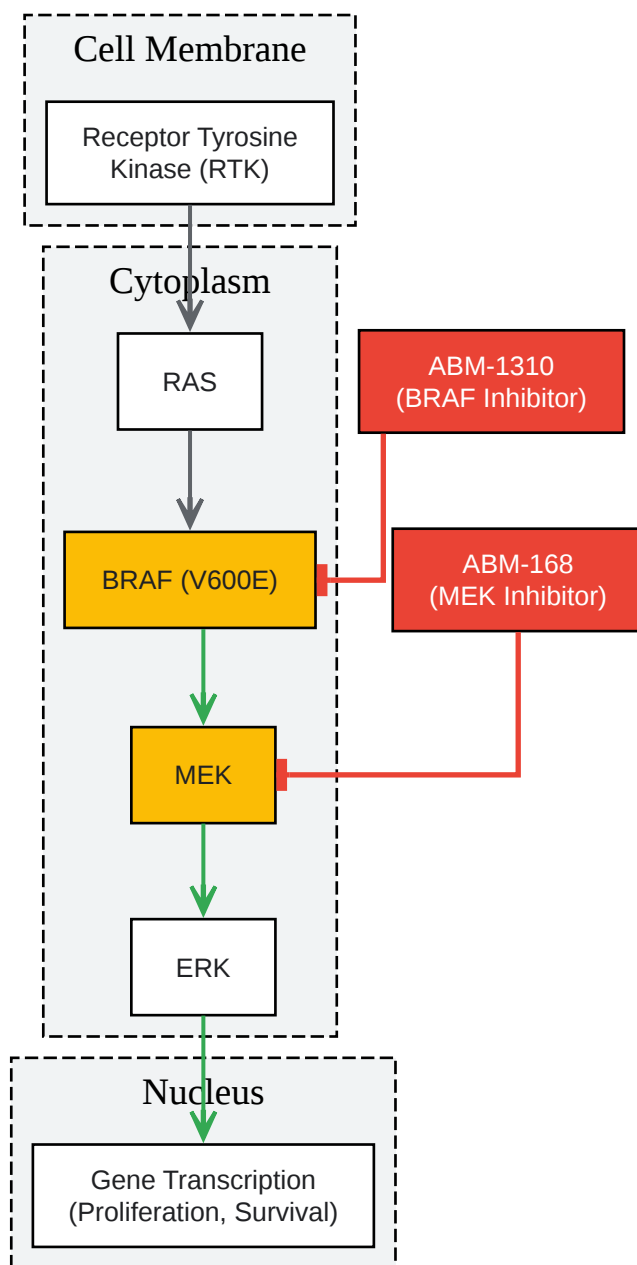 Cell Membrane
Receptor Tyrosine
Kinase (RTK)
Cytoplasm
RAS
ABM-1310
(BRAF Inhibitor)
BRAF (V600E)
ABM-168
(MEK Inhibitor)
MEK
ERK
Nucleus
Gene Transcription
(Proliferation, Survival)